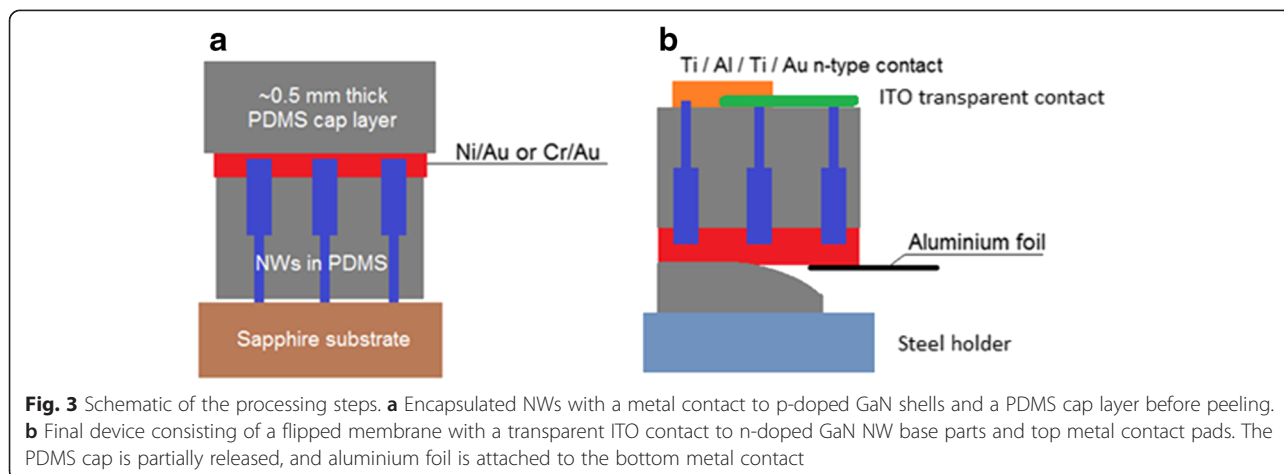 a
~0.5 mm thick
PDMS cap layer
Ni/Au or Cr/Au
NWs in PDMS
Sapphire substrate
b
Ti / Al / Ti / Au n-type contact
ITO transparent contact
Aluminium foil
Steel holder
Fig. 3 Schematic of the processing steps. a Encapsulated NWs with a metal contact to p-doped GaN shells and a PDMS cap layer before peeling.
b Final device consisting of a flipped membrane with a transparent ITO contact to n-doped GaN NW base parts and top metal contact pads. The
PDMS cap is partially released, and aluminium foil is attached to the bottom metal contact